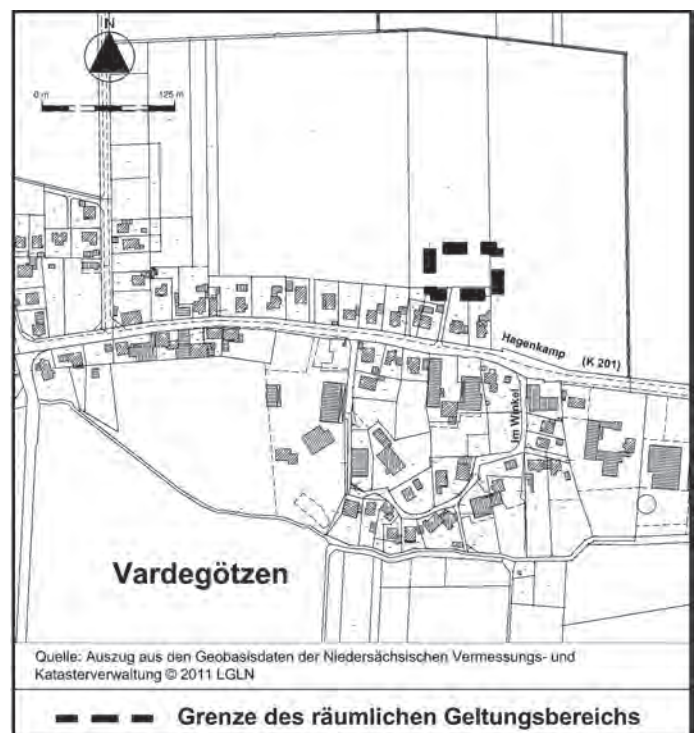 N
0 m 125 m
Hagenkamp (K 201)
Im Winkel
Vardegötzen
Quelle: Auszug aus den Geobasisdaten der Niedersächsischen Vermessungs- und
Katasterverwaltung © 2011 LGLN
Grenze des räumlichen Geltungsbereichs